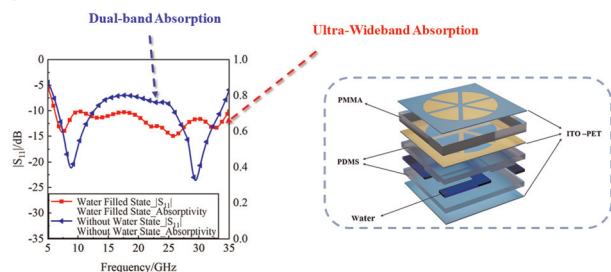 Dual-band Absorption
Ultra-Wideband Absorption
0
-5
-10
-15
-20
-25
-30
-35
|S11|/dB
1.0
0.8
0.6
0.4
0.2
0.0
Water Filled State_|S11|
Water Filled State_Absorptivity
Without Water State_|S11|
Without Water State_Absorptivity
5 10 15 20 25 30 35
Frequency/GHz
PMMA
ITO-PET
PDMS
Water